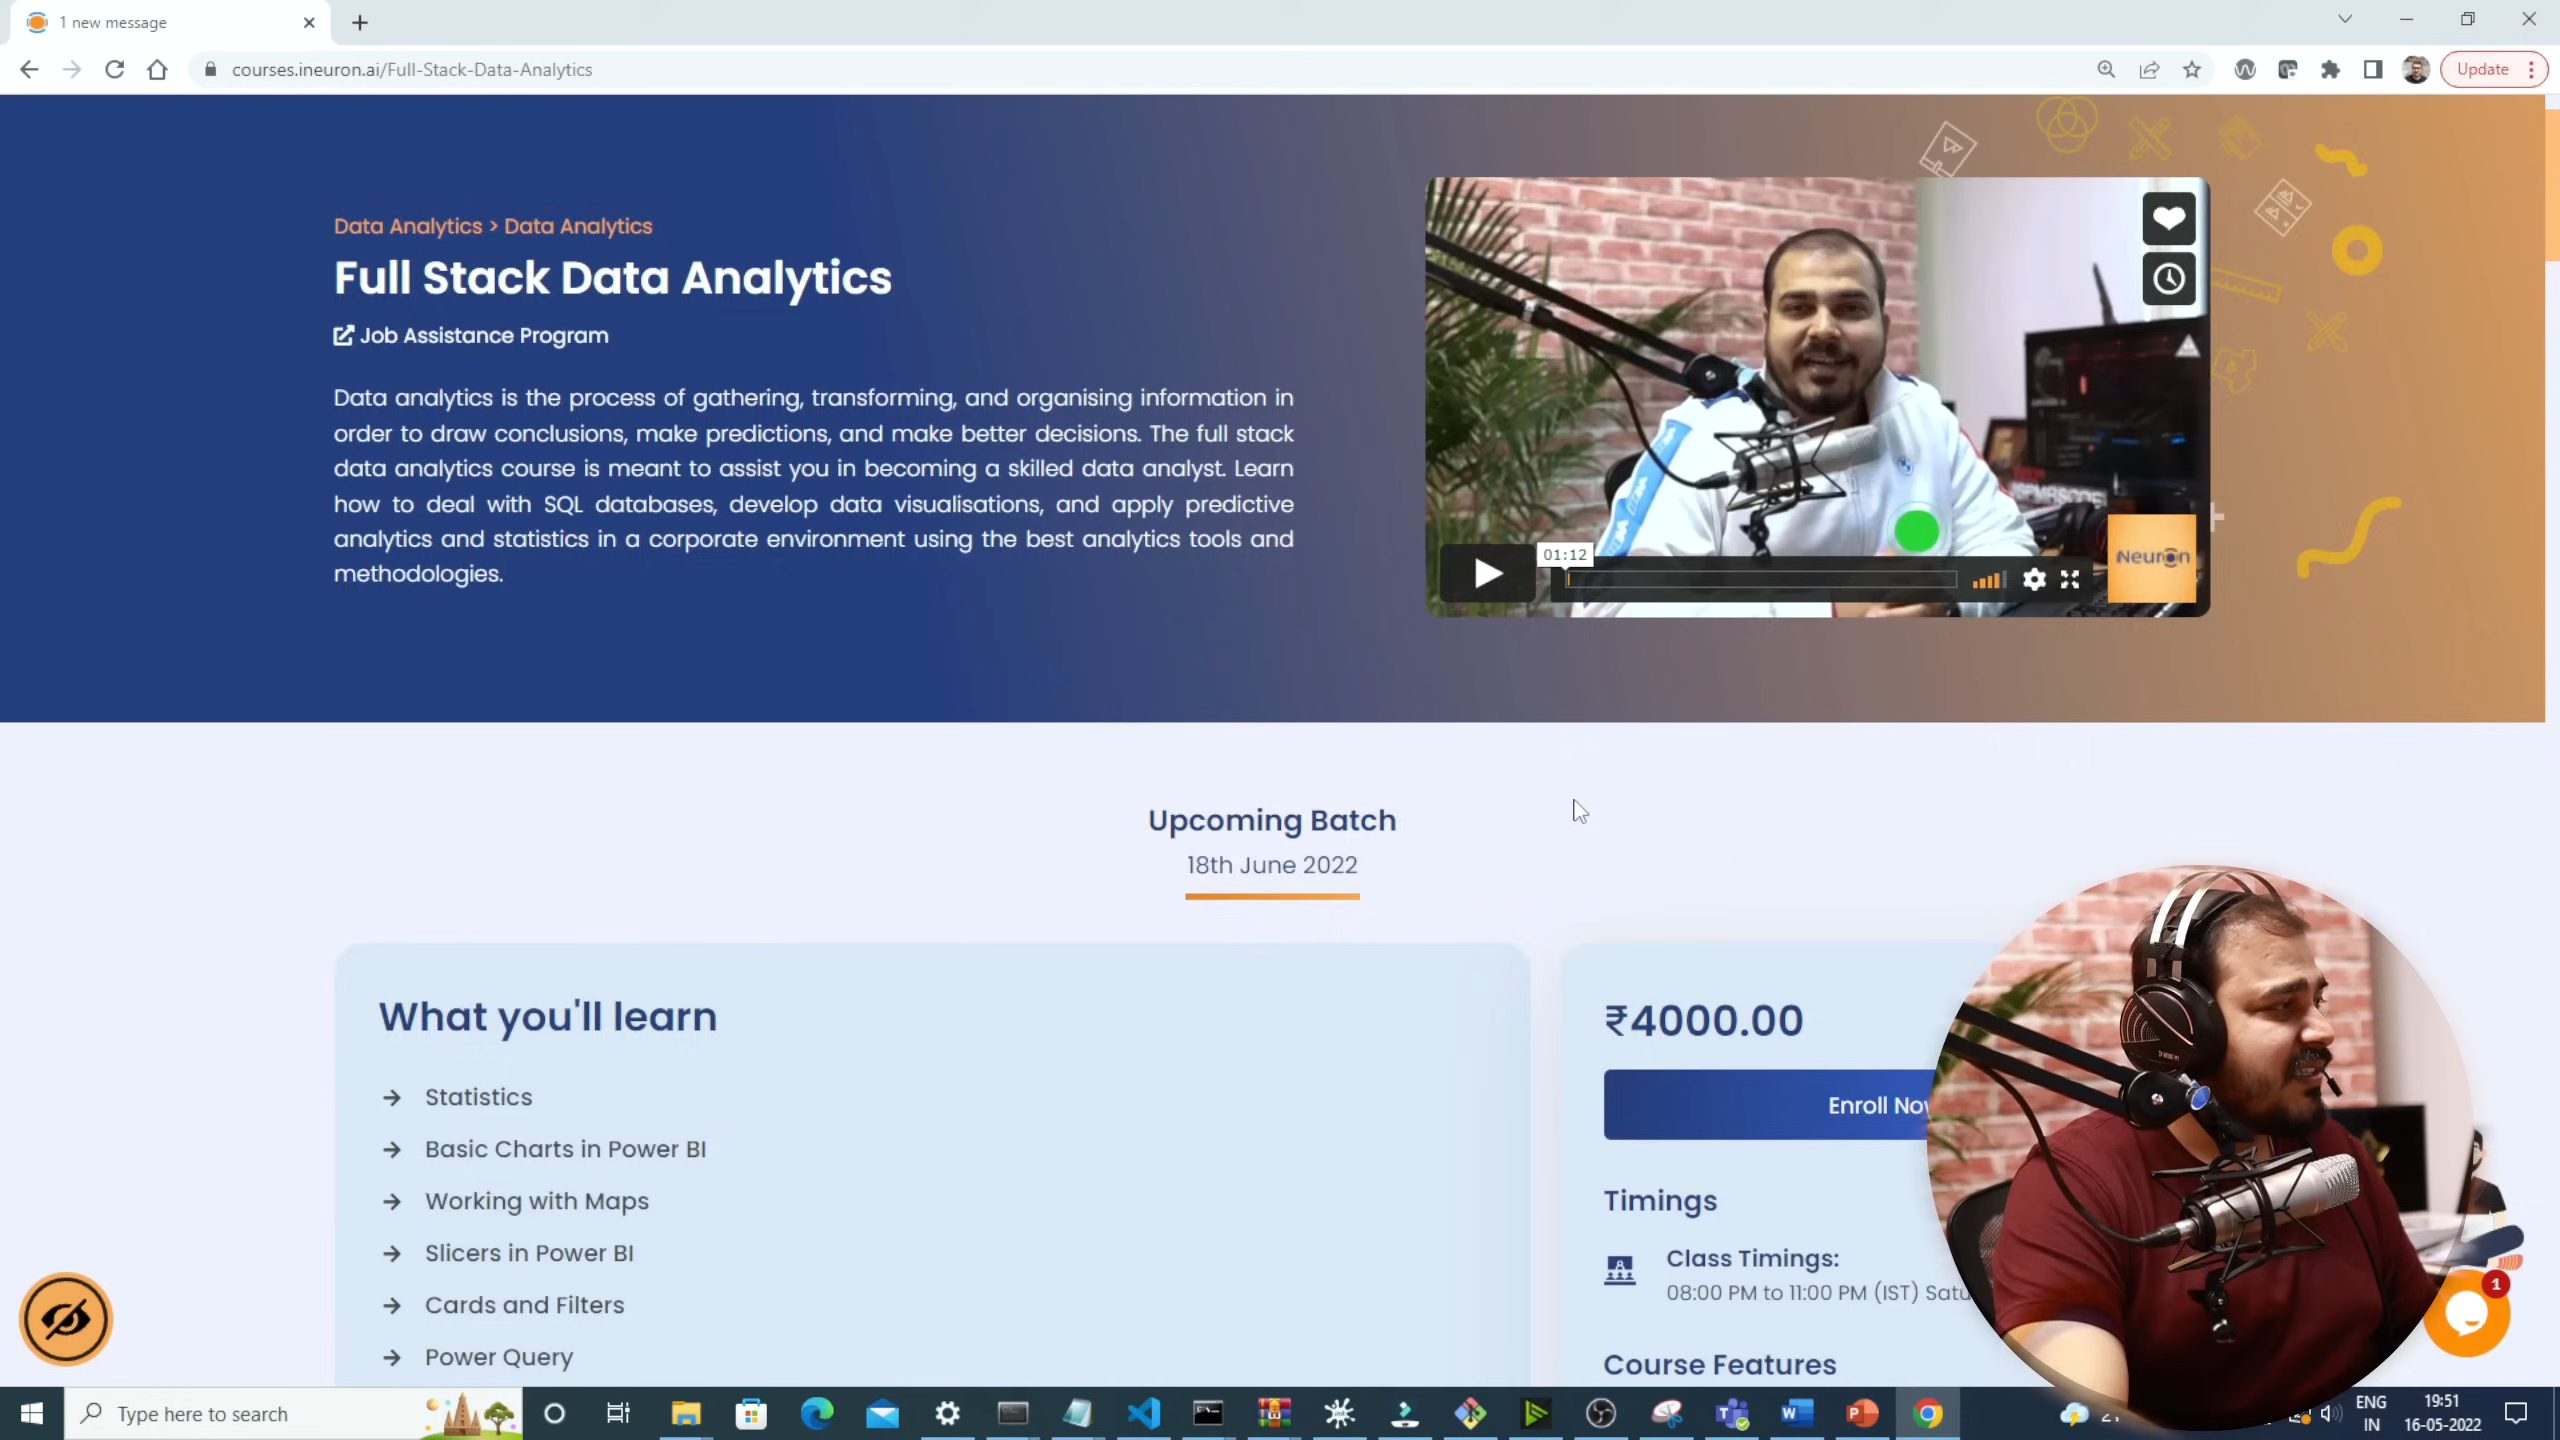 1 new message
courses.ineuron.ai/Full-Stack-Data-Analytics
Update
Data Analytics > Data Analytics
Full Stack Data Analytics
Job Assistance Program
Data analytics is the process of gathering, transforming, and organising information in
order to draw conclusions, make predictions, and make better decisions. The full stack
data analytics course is meant to assist you in becoming a skilled data analyst. Learn
how to deal with SQL databases, develop data visualisations, and apply predictive
analytics and statistics in a corporate environment using the best analytics tools and
methodologies.
01:12
Neuron
Upcoming Batch
18th June 2022
What you'll learn
Statistics
Basic Charts in Power BI
Working with Maps
Slicers in Power BI
Cards and Filters
Power Query
₹4000.00
Enroll Now
Timings
Class Timings:
08:00 PM to 11:00 PM (IST) Satu
Course Features
1
Type here to search
ENG
IN
19:51
16-05-2022